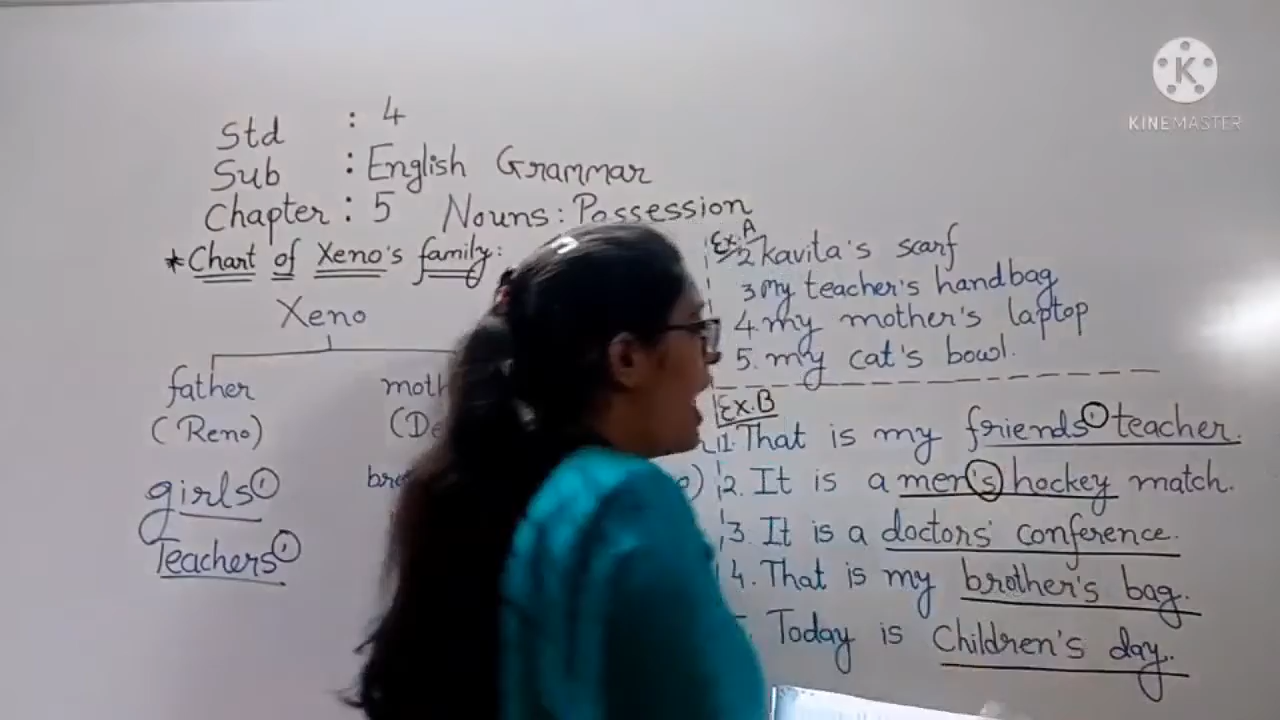 Std : 4
Sub : English Grammar
Chapter : 5 Nouns: Possession
*Chart of Xeno's family:
Xeno
father
(Reno)
girls'
Teachers'
Ex. A
2 Kavita's scarf
3 My teacher's handbag
4. my mother's laptop
5. my cat's bowl.
Ex. B
1. That is my friends' teacher.
2. It is a men's hockey match.
3. It is a doctors' conference.
4. That is my brother's bag.
Today is Children's day.
KINEMASTER